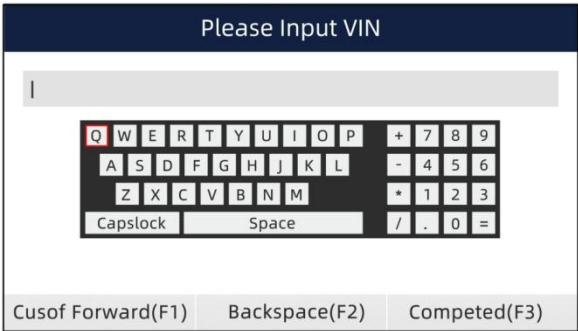 Please Input VIN
Q W E R T Y U I O P + 7 8 9
A S D F G H J K L - 4 5 6
Z X C V B N M * 1 2 3
Capslock Space / . 0 =
Cusof Forward(F1) Backspace(F2) Competed(F3)